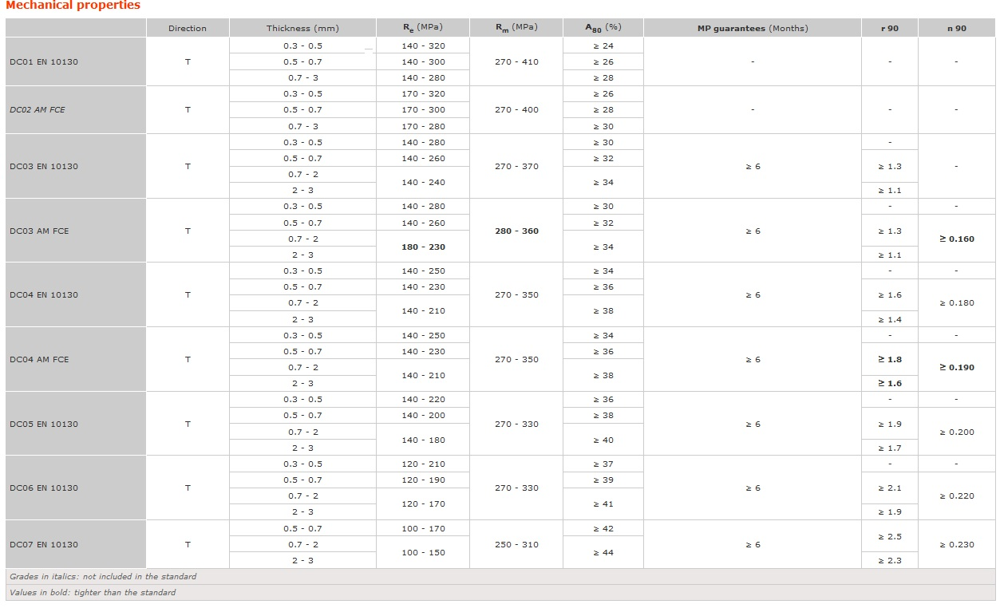 Mechanical properties
Direction Thickness (mm) Re (MPa) Rm (MPa) A80 (%) MP guarantees (Months) r 90 n 90
DC01 EN 10130 T 0.3 - 0.5 140 - 320 270 - 410 ≥ 24 - - -
0.5 - 0.7 140 - 300 ≥ 26
0.7 - 3 140 - 280 ≥ 28
DC02 AM FCE T 0.3 - 0.5 170 - 320 270 - 400 ≥ 26 - - -
0.5 - 0.7 170 - 300 ≥ 28
0.7 - 3 170 - 280 ≥ 30
DC03 EN 10130 T 0.3 - 0.5 140 - 280 270 - 370 ≥ 30 ≥ 6 - -
0.5 - 0.7 140 - 260 ≥ 32 ≥ 1.3
0.7 - 2 140 - 240 ≥ 34
2 - 3 ≥ 1.1
DC03 AM FCE T 0.3 - 0.5 140 - 280 280 - 360 ≥ 30 ≥ 6 - -
0.5 - 0.7 140 - 260 ≥ 32 ≥ 1.3 ≥ 0.160
0.7 - 2 180 - 230 ≥ 34
2 - 3 ≥ 1.1
DC04 EN 10130 T 0.3 - 0.5 140 - 250 270 - 350 ≥ 34 ≥ 6 - -
0.5 - 0.7 140 - 230 ≥ 36 ≥ 1.6 ≥ 0.180
0.7 - 2 140 - 210 ≥ 38
2 - 3 ≥ 1.4
DC04 AM FCE T 0.3 - 0.5 140 - 250 270 - 350 ≥ 34 ≥ 6 - -
0.5 - 0.7 140 - 230 ≥ 36 ≥ 1.8 ≥ 0.190
0.7 - 2 140 - 210 ≥ 38
2 - 3 ≥ 1.6
DC05 EN 10130 T 0.3 - 0.5 140 - 220 270 - 330 ≥ 36 ≥ 6 - -
0.5 - 0.7 140 - 200 ≥ 38 ≥ 1.9 ≥ 0.200
0.7 - 2 140 - 180 ≥ 40
2 - 3 ≥ 1.7
DC06 EN 10130 T 0.3 - 0.5 120 - 210 270 - 330 ≥ 37 ≥ 6 - -
0.5 - 0.7 120 - 190 ≥ 39 ≥ 2.1 ≥ 0.220
0.7 - 2 120 - 170 ≥ 41
2 - 3 ≥ 1.9
DC07 EN 10130 T 0.5 - 0.7 100 - 170 250 - 310 ≥ 42 ≥ 6 ≥ 2.5 ≥ 0.230
0.7 - 2 100 - 150 ≥ 44
2 - 3 ≥ 2.3
Grades in italics: not included in the standard
Values in bold: tighter than the standard